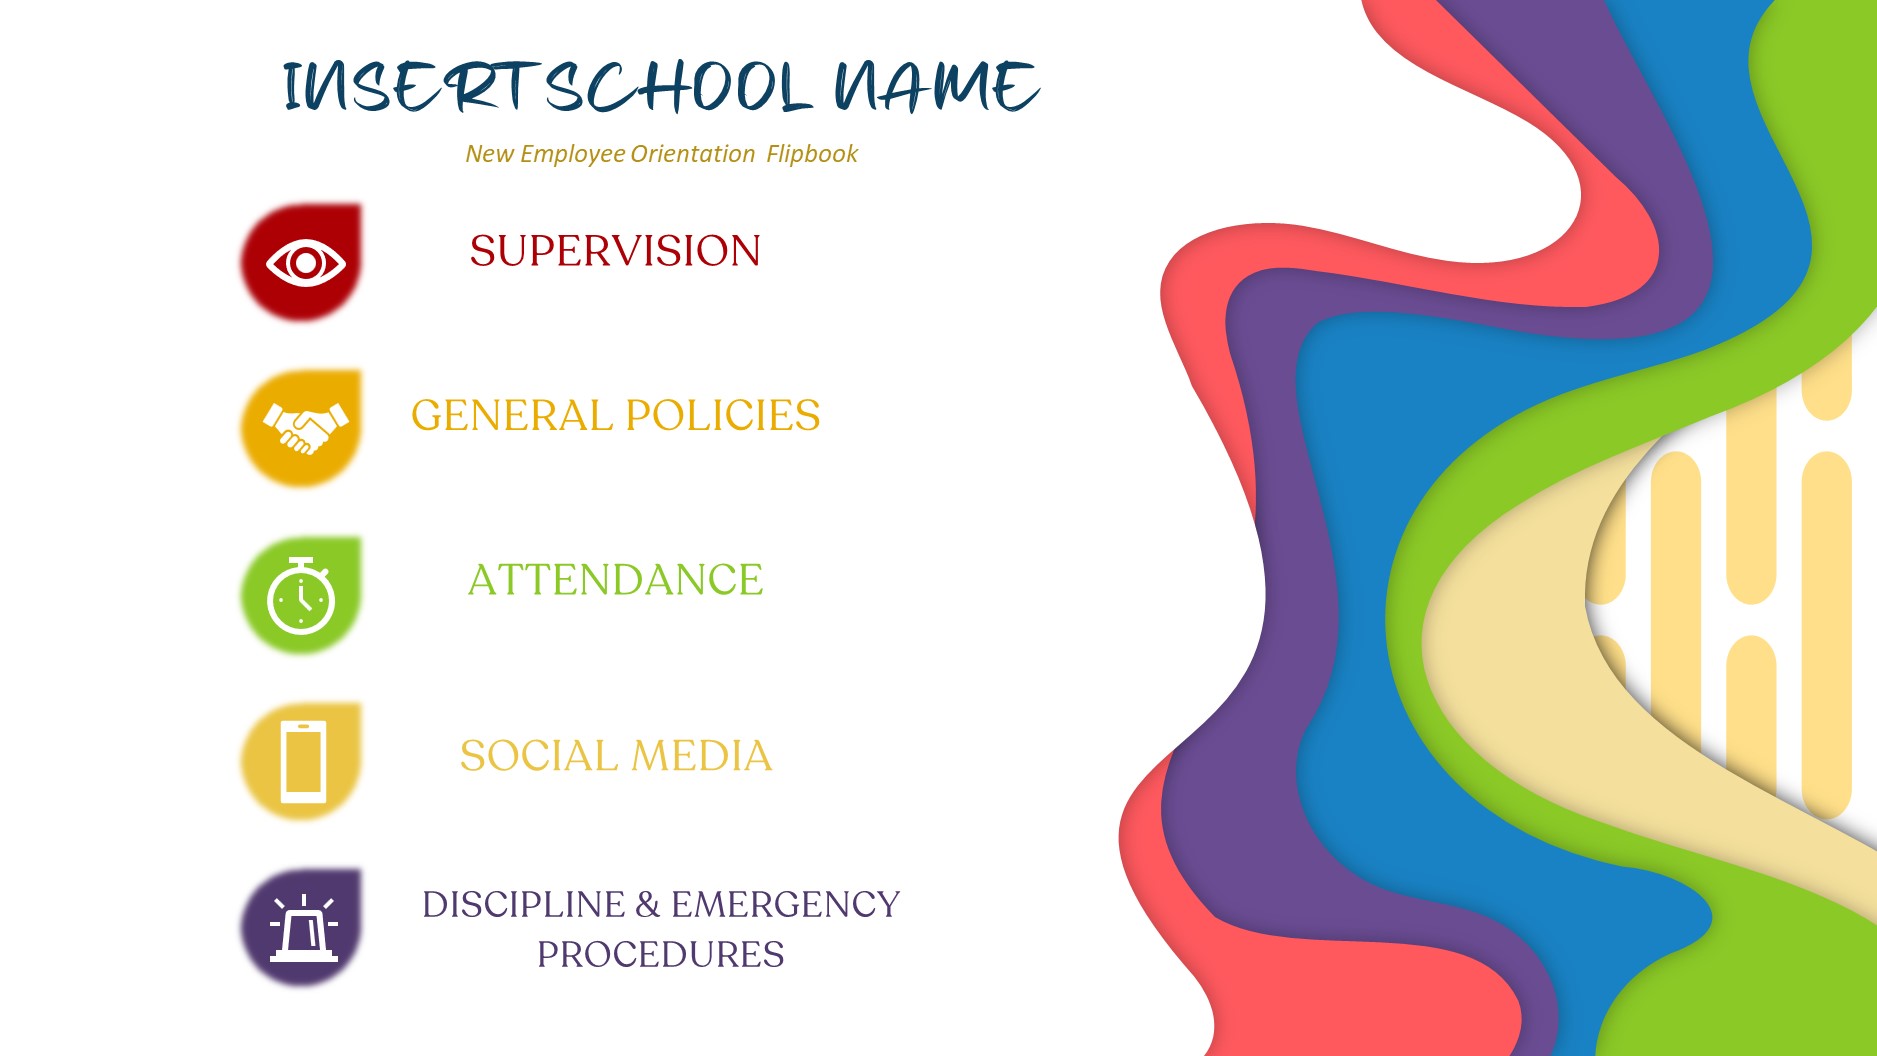 INSERT SCHOOL NAME
New Employee Orientation Flipbook
SUPERVISION
GENERAL POLICIES
ATTENDANCE
SOCIAL MEDIA
DISCIPLINE & EMERGENCY
PROCEDURES